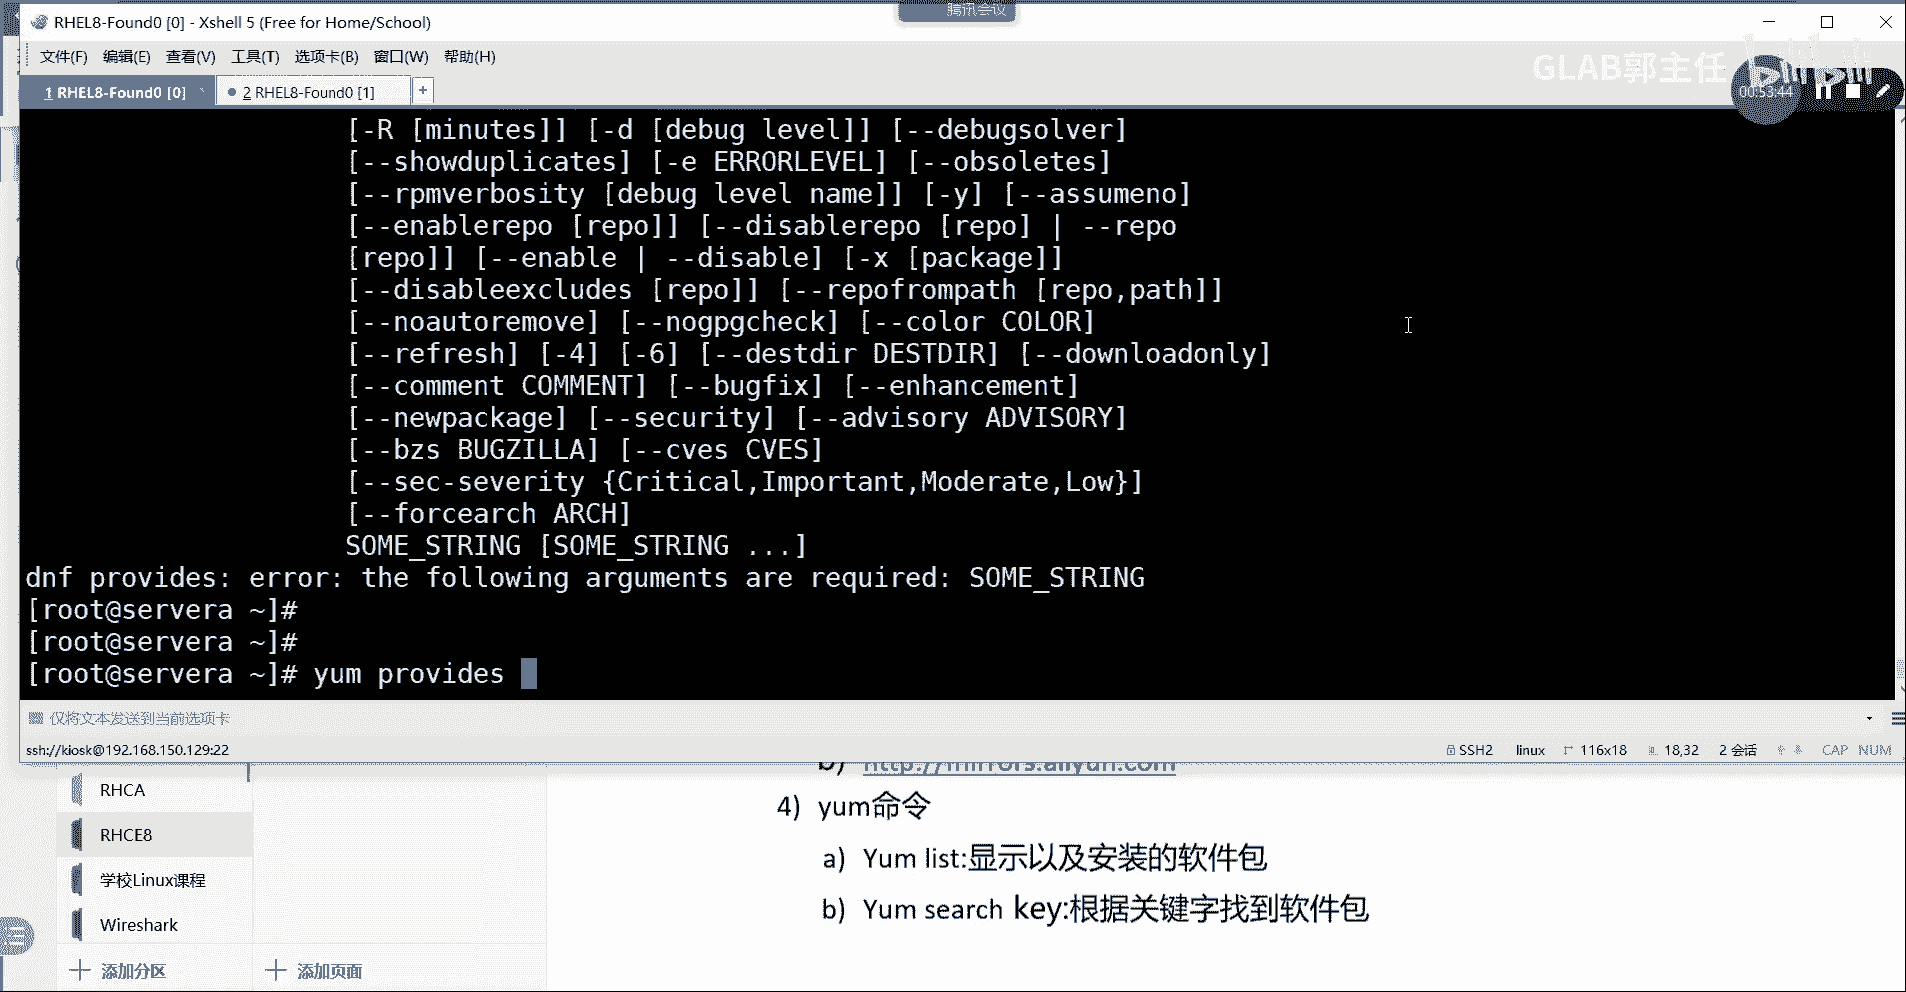 腾讯会议
RHEL8-Found0 [0] - Xshell 5 (Free for Home/School)
文件(F) 编辑(E) 查看(V) 工具(T) 选项卡(B) 窗口(W) 帮助(H)
GLAB郭主任 bilibili
00:53:44
1 RHEL8-Found0 [0] 2 RHEL8-Found0 [1] +
[-R [minutes]] [-d [debug level]] [--debugsolver]
[--showduplicates] [-e ERRORLEVEL] [--obsoletes]
[--rpmverbosity [debug level name]] [-y] [--assumeno]
[--enablerepo [repo]] [--disablerepo [repo] | --repo
[repo]] [--enable | --disable] [-x [package]]
[--disableexcludes [repo]] [--repofrompath [repo,path]]
[--noautoremove] [--nogpgcheck] [--color COLOR]
[--refresh] [-4] [-6] [--destdir DESTDIR] [--downloadonly]
[--comment COMMENT] [--bugfix] [--enhancement]
[--newpackage] [--security] [--advisory ADVISORY]
[--bzs BUGZILLA] [--cves CVES]
[--sec-severity {Critical,Important,Moderate,Low}]
[--forcearch ARCH]
SOME_STRING [SOME_STRING ...]
dnf provides: error: the following arguments are required: SOME_STRING
[root@servera ~]#
[root@servera ~]#
[root@servera ~]# yum provides
仅将文本发送到当前选项卡
ssh://kiosk@192.168.150.129:22 SSH2 linux 116x18 18,32 2 会话 CAP NUM
b) http://mirrors.aliyun.com
RHCA
RHCE8
学校Linux课程
Wireshark
添加分区 添加页面
4) yum命令
a) Yum list:显示以及安装的软件包
b) Yum search key:根据关键字找到软件包